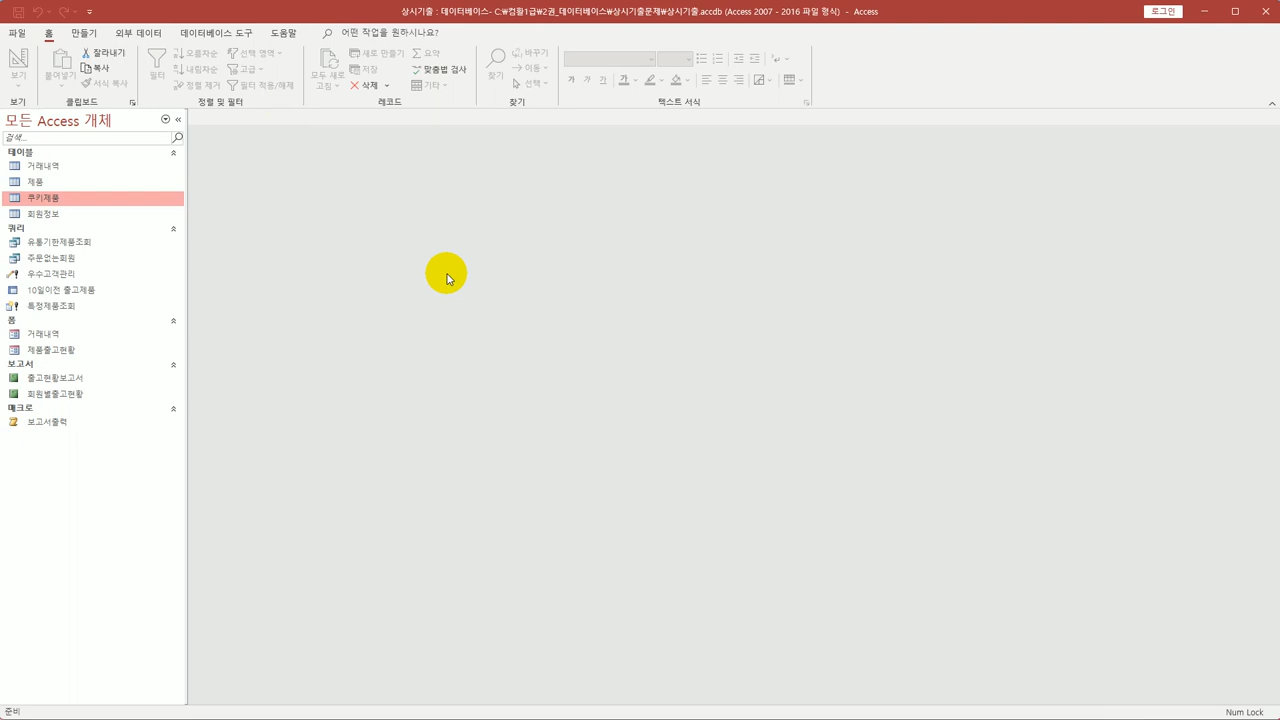 상시기출 : 데이터베이스- C:₩컴활1급₩2권_데이터베이스₩상시기출문제₩상시기출.accdb (Access 2007 - 2016 파일 형식) - Access
로그인
파일 홈 만들기 외부 데이터 데이터베이스 도구 도움말 어떤 작업을 원하시나요?
보기
보기
붙여넣기
잘라내기
복사
서식 복사
클립보드
필터
오름차순
내림차순
정렬 제거
선택 영역
고급
필터 적용/해제
정렬 및 필터
모두 새로 고침
새로 만들기
저장
삭제
요약
맞춤법 검사
기타
레코드
찾기
바꾸기
이동
선택
찾기
가 가 가 가
텍스트 서식
모든 Access 개체
검색...
테이블
거래내역
제품
쿠키제품
회원정보
쿼리
유통기한제품조회
주문없는회원
우수고객관리
10일이전 출고제품
특정제품조회
폼
거래내역
제품출고현황
보고서
출고현황보고서
회원별출고현황
매크로
보고서출력
준비
Num Lock